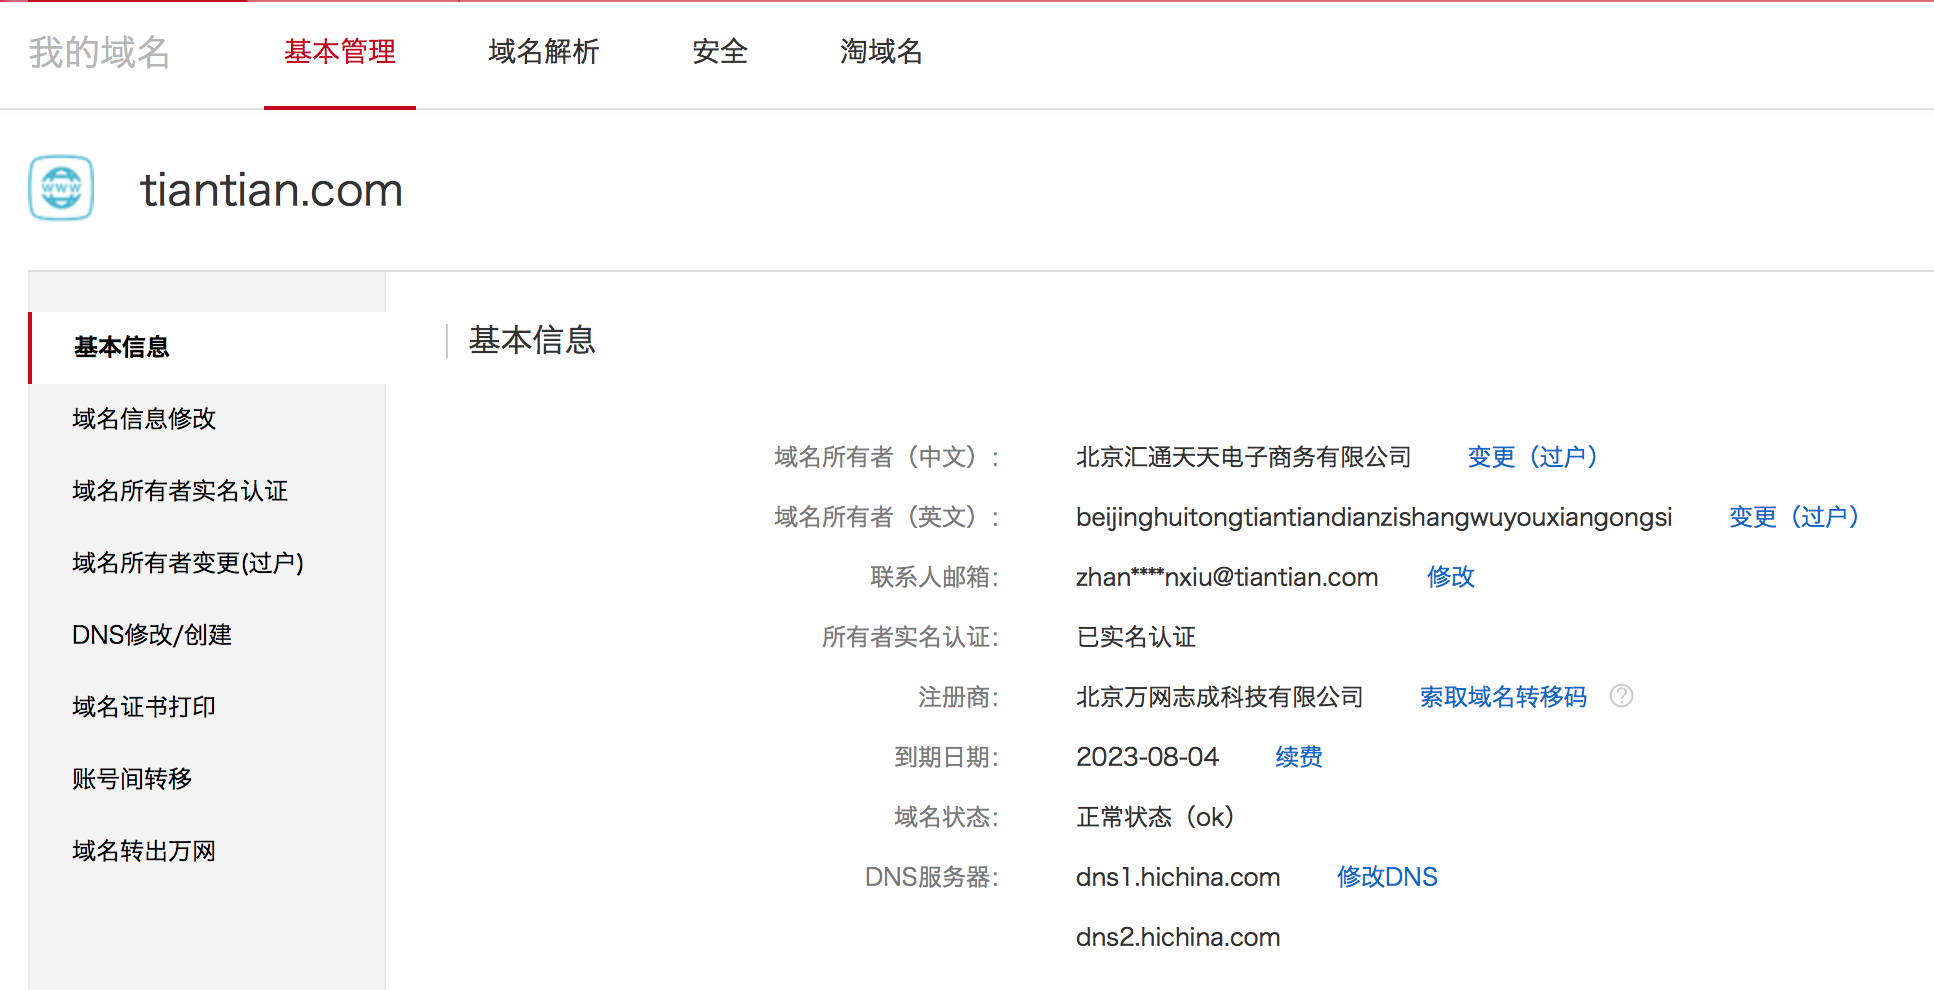 我的域名 基本管理 域名解析 安全 淘域名
www
tiantian.com
基本信息
域名信息修改
域名所有者实名认证
域名所有者变更(过户)
DNS修改/创建
域名证书打印
账号间转移
域名转出万网
基本信息
域名所有者（中文）: 北京汇通天天电子商务有限公司 变更（过户）
域名所有者（英文）: beijinghuitongtiantiandianzishangwuyouxiangongsi 变更（过户）
联系人邮箱: zhan****nxiu@tiantian.com 修改
所有者实名认证: 已实名认证
注册商: 北京万网志成科技有限公司 索取域名转移码 ?
到期日期: 2023-08-04 续费
域名状态: 正常状态（ok）
DNS服务器: dns1.hichina.com 修改DNS
dns2.hichina.com